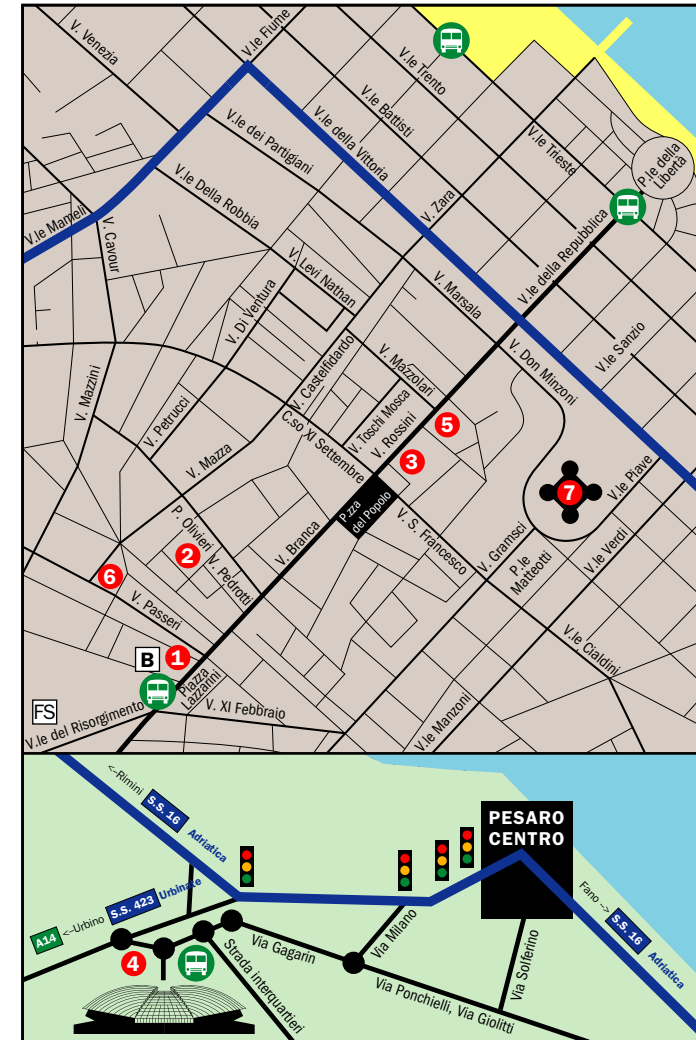 V. Venezia
V.le Fiume
V.le Trento
V.le Battisti
V.le della Vittoria
V.le dei Partigiani
V.le Trieste
P.le della
Libertà
V.le Della Robbia
V. Zara
V.le della Repubblica
V.le Mameli
V. Cavour
V. Levi Nathan
V. Marsala
V. Di Ventura
V.le Sanzio
V. Don Minzoni
V. Castelfidardo
V. Mazzolari
V. Mazzini
V. Petrucci
V. Toschi Mosca
V. Rossini
5
C.so XI Settembre
V. Mazza
3
V.le Piave
7
P.zza
del Popolo
P. Olivieri
V. Branca
V. S. Francesco
V. Gramsci
P.le
Matteotti
V.le Verdi
2
V. Pedrotti
6
V. Passeri
V.le Cialdini
B
1
Piazza
Lazzarini
FS
V. XI Febbraio
V.le Manzoni
V.le del Risorgimento
<--Rimini
S.S. 16
Adriatica
PESARO
CENTRO
A14
<--Urbino
S.S. 423
Urbinate
Fano -->
S.S. 16
Adriatica
4
Strada interquartieri
Via Gagarin
Via Milano
Via Solferino
Via Ponchielli, Via Giolitti